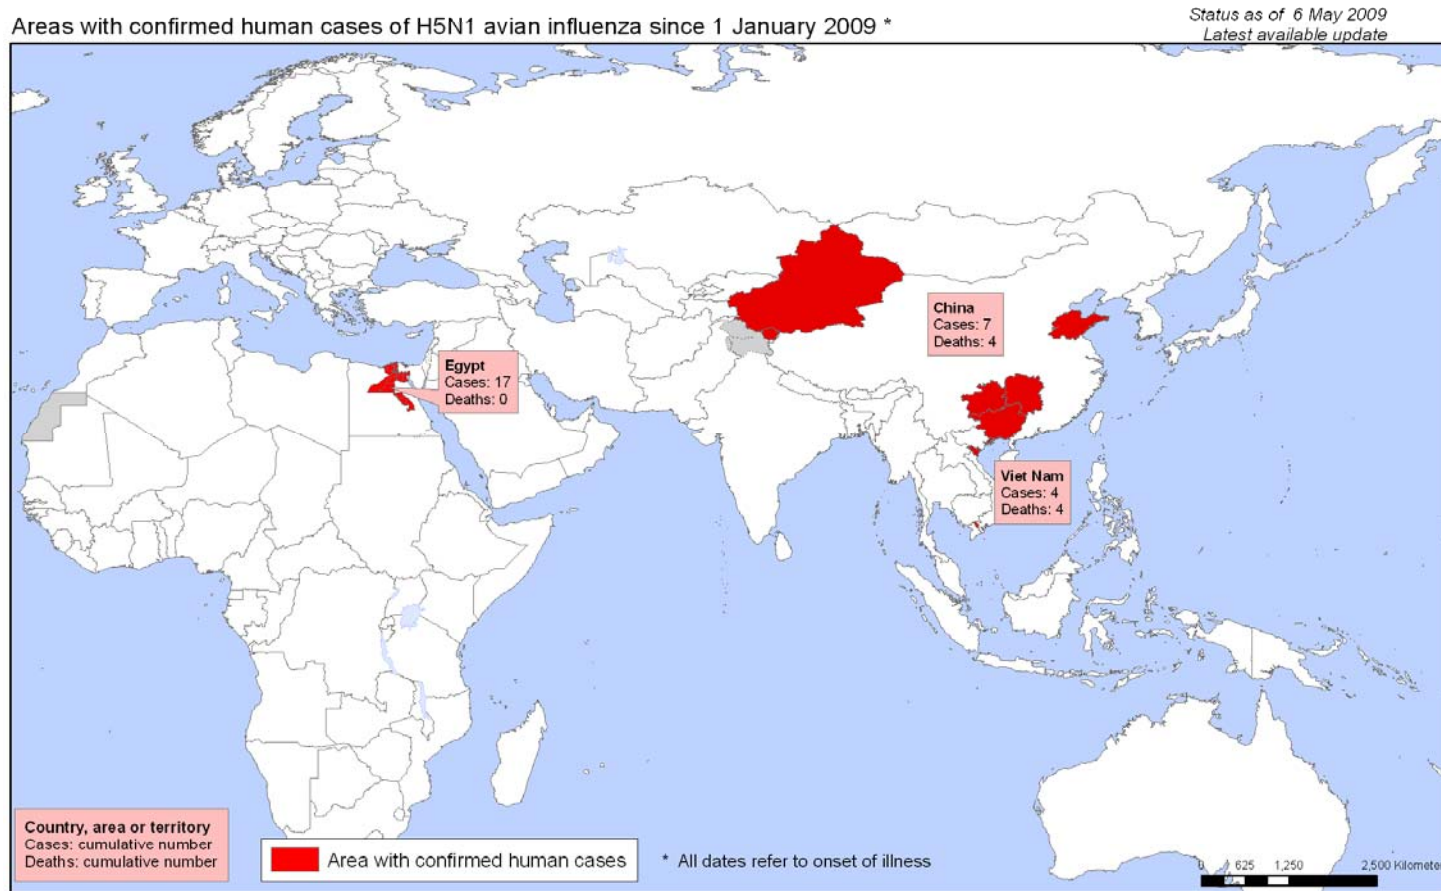 Areas with confirmed human cases of H5N1 avian influenza since 1 January 2009 *
Status as of 6 May 2009
Latest available update
China
Cases: 7
Deaths: 4
Egypt
Cases: 17
Deaths: 0
Viet Nam
Cases: 4
Deaths: 4
Country, area or territory
Cases: cumulative number
Deaths: cumulative number
Area with confirmed human cases
* All dates refer to onset of illness
0 625 1,250 2,500 Kilometer